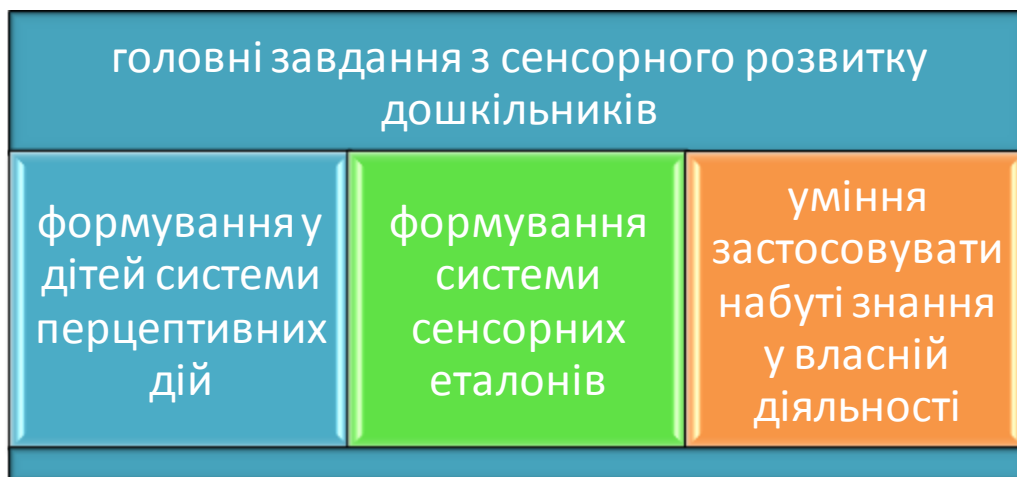 головні завдання з сенсорного розвитку
дошкільників
формування у
дітей системи
перцептивних
дій
формування
системи
сенсорних
еталонів
уміння
застосовувати
набуті знання
у власній
діяльності